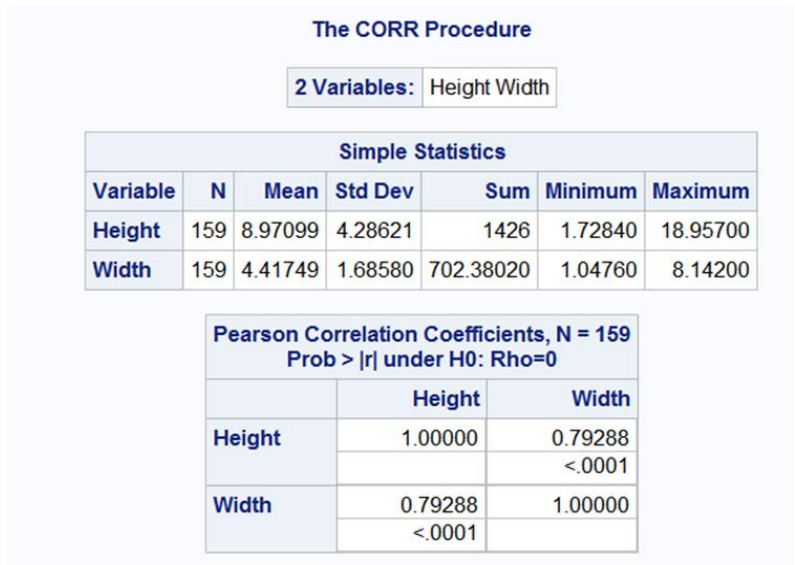 The CORR Procedure
2 Variables: Height Width
Simple Statistics
Variable N Mean Std Dev Sum Minimum Maximum
Height 159 8.97099 4.28621 1426 1.72840 18.95700
Width 159 4.41749 1.68580 702.38020 1.04760 8.14200
Pearson Correlation Coefficients, N = 159
Prob > |r| under H0: Rho=0
Height Width
Height 1.00000 0.79288
<.0001
Width 0.79288 1.00000
<.0001